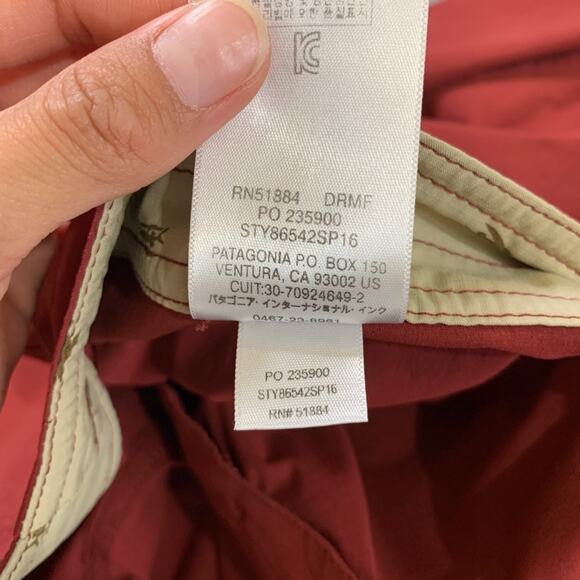 RN51884 DRMF
PO 235900
STY86542SP16
PATAGONIA P.O. BOX 150
VENTURA, CA 93002 US
CUIT:30-70924649-2
パタゴニア・インターナショナル・インク
PO 235900
STY86542SP16
RN# 51884